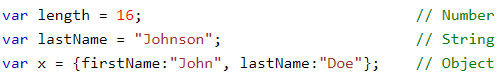 var length = 16; // Number
var lastName = "Johnson"; // String
var x = {firstName:"John", lastName:"Doe"}; // Object